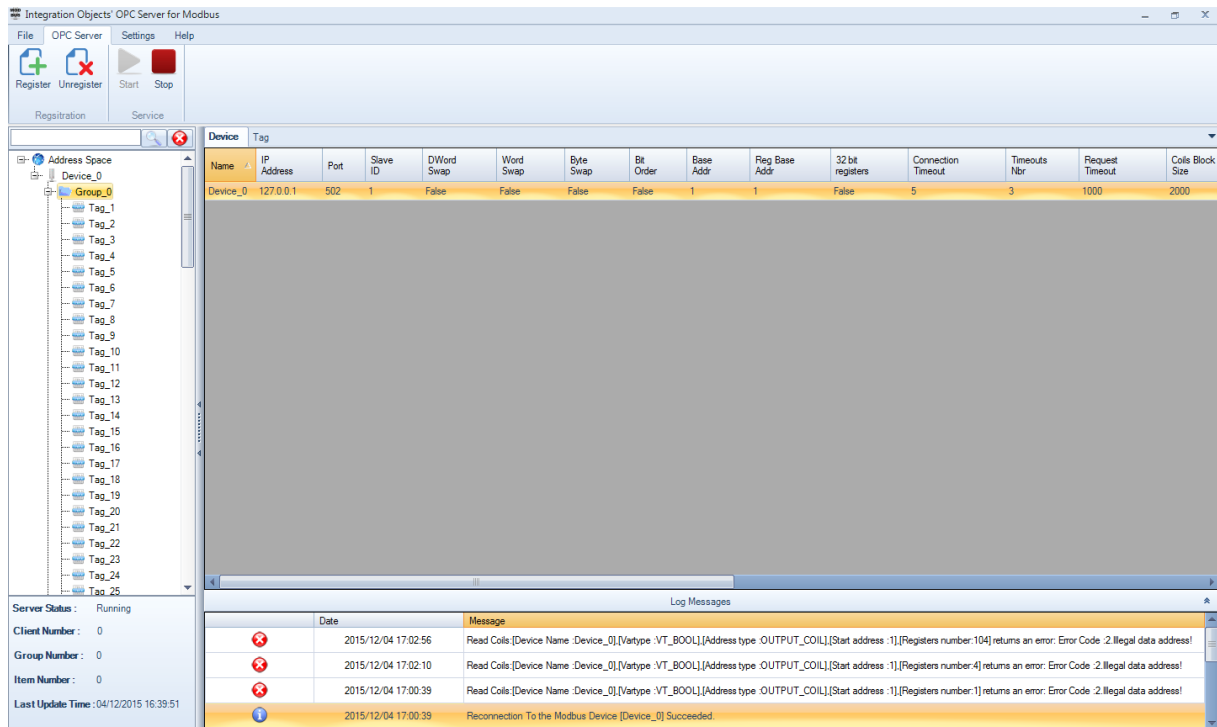 Integration Objects' OPC Server for Modbus
File OPC Server Settings Help
Register Unregister Start Stop
Regsitration Service
Device Tag
Name IP Address Port Slave ID DWord Swap Word Swap Byte Swap Bit Order Base Addr Reg Base Addr 32 bit registers Connection Timeout Timeouts Nbr Request Timeout Coils Block Size
Device_0 127.0.0.1 502 1 False False False False 1 1 False 5 3 1000 2000
Address Space
Device_0
Group_0
Tag_1
Tag_2
Tag_3
Tag_4
Tag_5
Tag_6
Tag_7
Tag_8
Tag_9
Tag_10
Tag_11
Tag_12
Tag_13
Tag_14
Tag_15
Tag_16
Tag_17
Tag_18
Tag_19
Tag_20
Tag_21
Tag_22
Tag_23
Tag_24
Tag_25
Server Status : Running
Client Number : 0
Group Number : 0
Item Number : 0
Last Update Time : 04/12/2015 16:39:51
Log Messages
Date Message
2015/12/04 17:02:56 Read Coils:[Device Name :Device_0],[Vartype :VT_BOOL],[Address type :OUTPUT_COIL],[Start address :1],[Registers number:104] returns an error: Error Code :2.Illegal data address!
2015/12/04 17:02:10 Read Coils:[Device Name :Device_0],[Vartype :VT_BOOL],[Address type :OUTPUT_COIL],[Start address :1],[Registers number:4] returns an error: Error Code :2.Illegal data address!
2015/12/04 17:00:39 Read Coils:[Device Name :Device_0],[Vartype :VT_BOOL],[Address type :OUTPUT_COIL],[Start address :1],[Registers number:1] returns an error: Error Code :2.Illegal data address!
2015/12/04 17:00:39 Reconnection To the Modbus Device [Device_0] Succeeded.